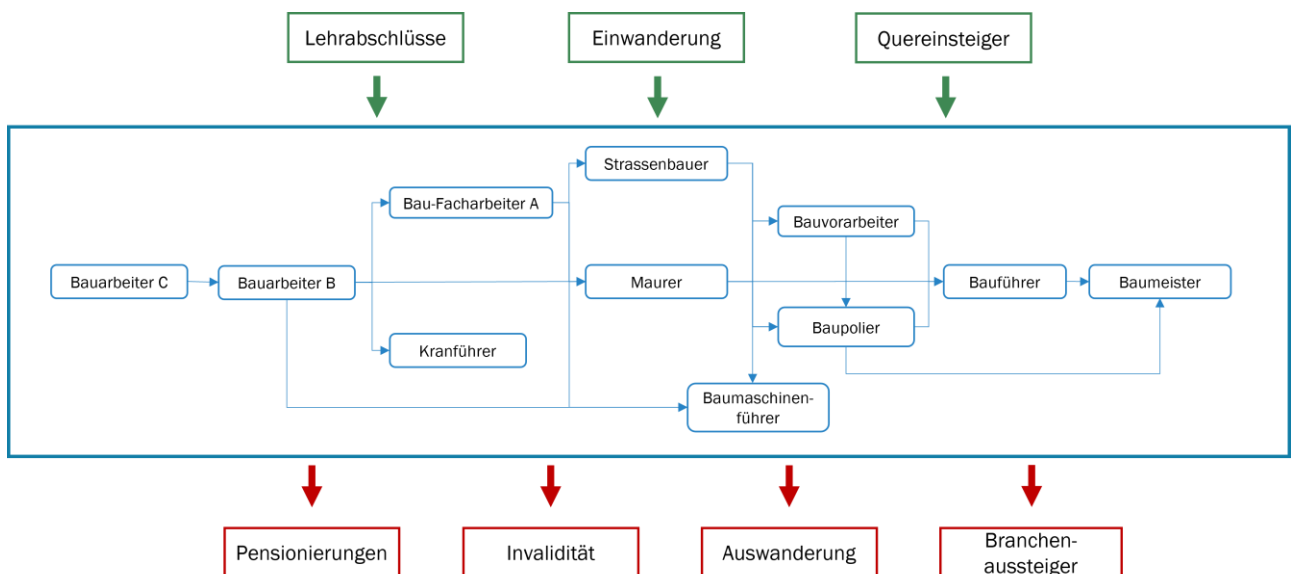 Lehrabschlüsse
Einwanderung
Quereinsteiger
Strassenbauer
Bau-Facharbeiter A
Bauvorarbeiter
Bauarbeiter C
Bauarbeiter B
Maurer
Bauführer
Baumeister
Baupolier
Kranführer
Baumaschinen-
führer
Pensionierungen
Invalidität
Auswanderung
Branchen-
aussteiger